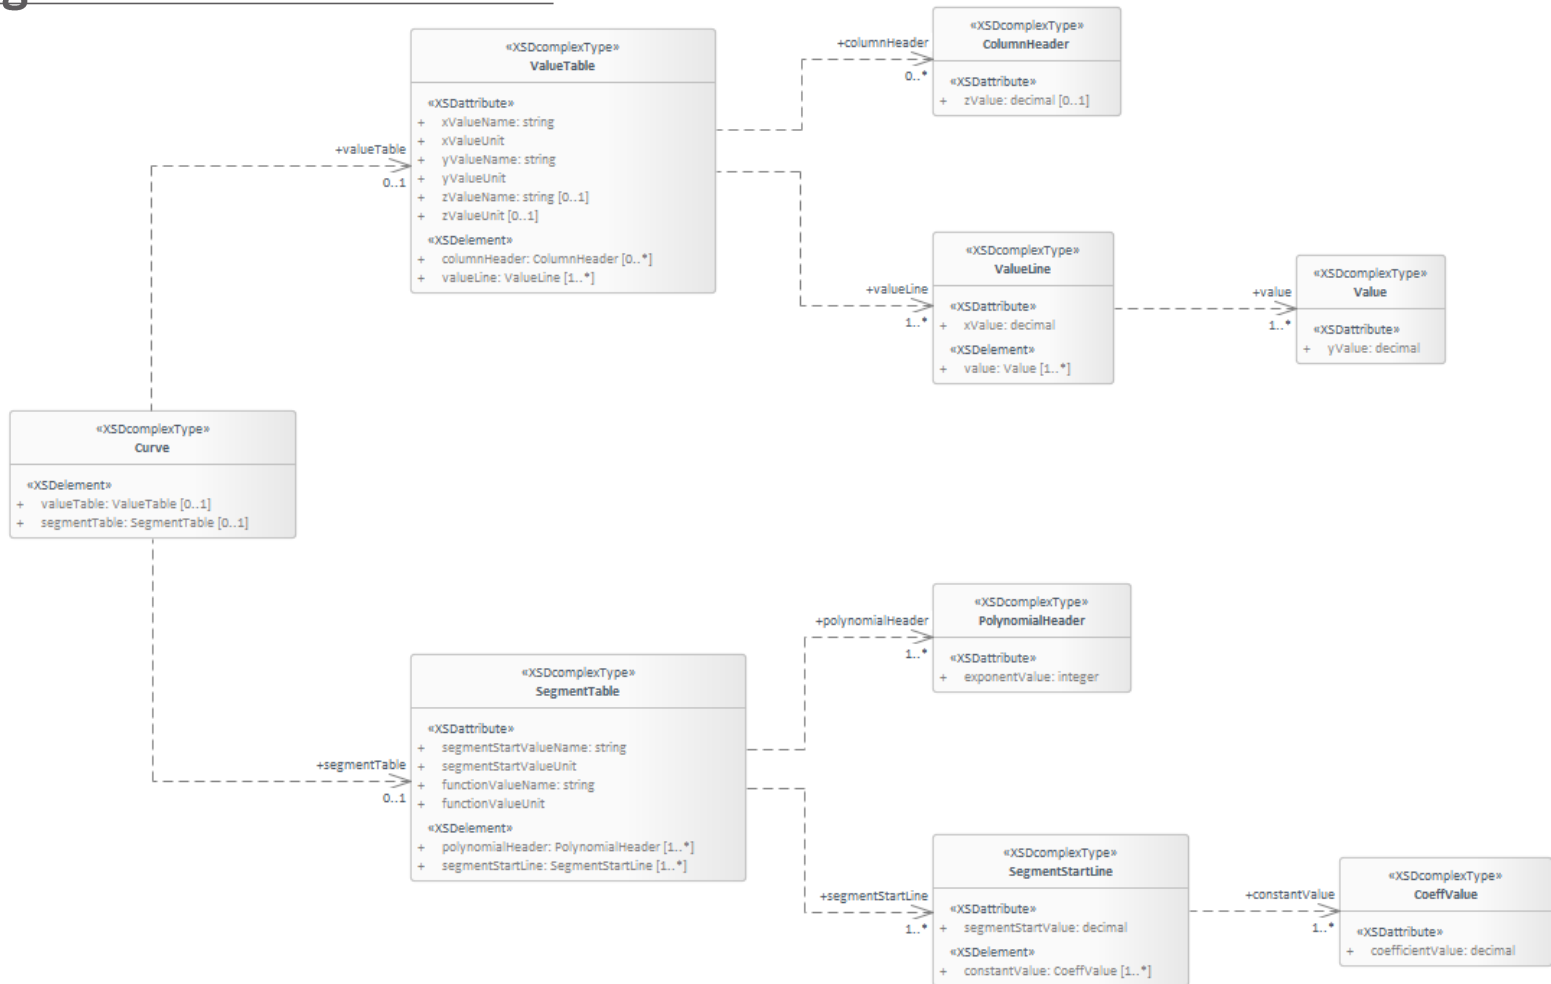 «XSDcomplexType»
ColumnHeader
«XSDattribute»
+ zValue: decimal [0..1]
+columnHeader
0..*
«XSDcomplexType»
ValueTable
«XSDattribute»
+ xValueName: string
+ xValueUnit
+ yValueName: string
+ yValueUnit
+ zValueName: string [0..1]
+ zValueUnit [0..1]
«XSDelement»
+ columnHeader: ColumnHeader [0..*]
+ valueLine: ValueLine [1..*]
+valueTable
0..1
«XSDcomplexType»
ValueLine
«XSDattribute»
+ xValue: decimal
«XSDelement»
+ value: Value [1..*]
+valueLine
1..*
«XSDcomplexType»
Value
«XSDattribute»
+ yValue: decimal
+value
1..*
«XSDcomplexType»
Curve
«XSDelement»
+ valueTable: ValueTable [0..1]
+ segmentTable: SegmentTable [0..1]
«XSDcomplexType»
PolynomialHeader
«XSDattribute»
+ exponentValue: integer
+polynomialHeader
1..*
«XSDcomplexType»
SegmentTable
«XSDattribute»
+ segmentStartValueName: string
+ segmentStartValueUnit
+ functionValueName: string
+ functionValueUnit
«XSDelement»
+ polynomialHeader: PolynomialHeader [1..*]
+ segmentStartLine: SegmentStartLine [1..*]
+segmentTable
0..1
«XSDcomplexType»
SegmentStartLine
«XSDattribute»
+ segmentStartValue: decimal
«XSDelement»
+ constantValue: CoeffValue [1..*]
+segmentStartLine
1..*
«XSDcomplexType»
CoeffValue
«XSDattribute»
+ coefficientValue: decimal
+constantValue
1..*